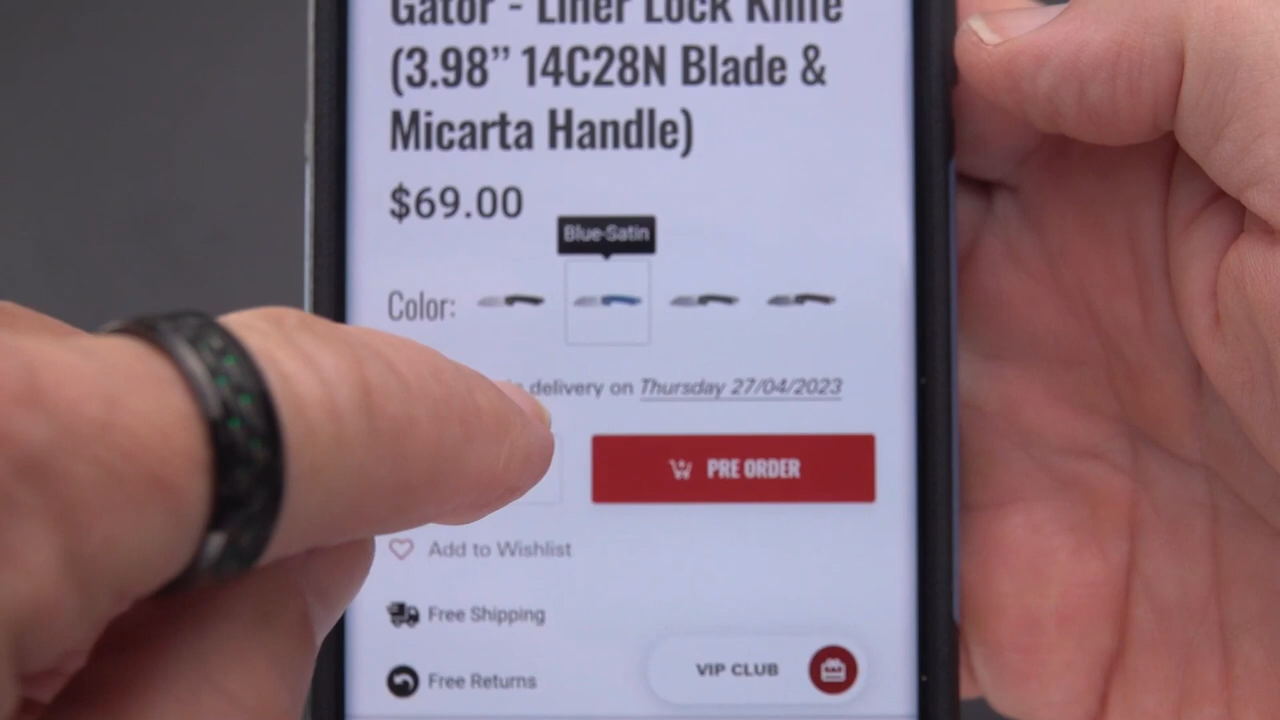 Gator - Liner Lock Knife
(3.98” 14C28N Blade &
Micarta Handle)
$69.00
Blue-Satin
Color:
delivery on Thursday 27/04/2023
PRE ORDER
Add to Wishlist
Free Shipping
VIP CLUB
Free Returns